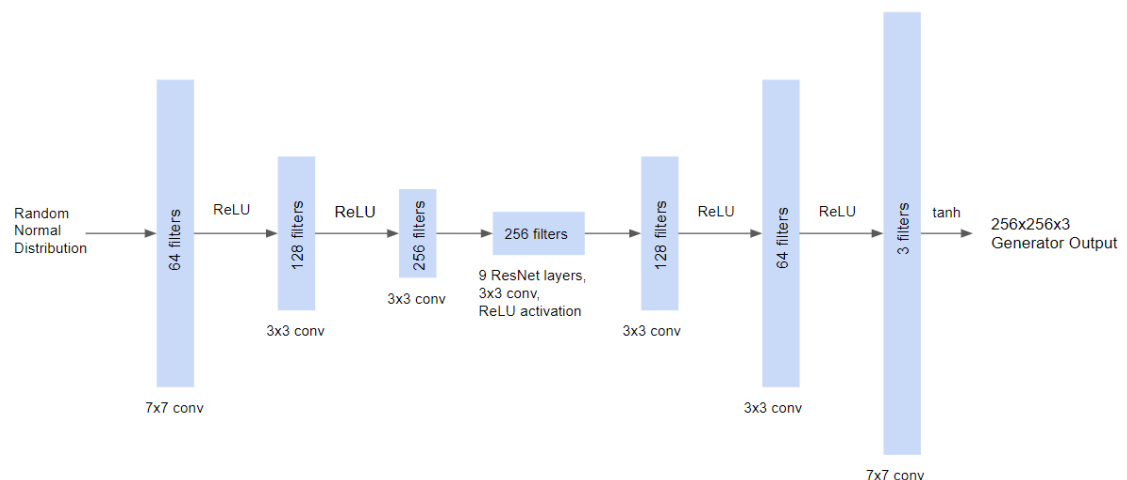 Random
Normal
Distribution
64 filters
7x7 conv
ReLU
128 filters
3x3 conv
ReLU
256 filters
3x3 conv
256 filters
9 ResNet layers,
3x3 conv,
ReLU activation
128 filters
3x3 conv
ReLU
64 filters
3x3 conv
ReLU
3 filters
7x7 conv
tanh
256x256x3
Generator Output